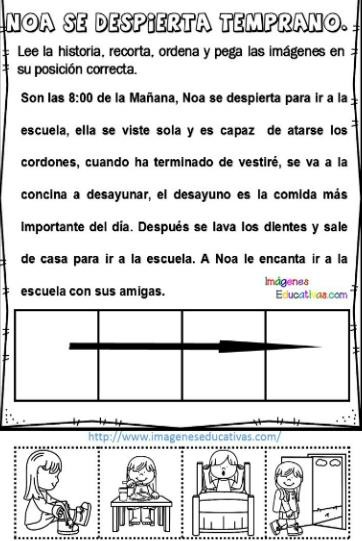 NOA SE DESPIERTA TEMPRANO.
Lee la historia, recorta, ordena y pega las imágenes en
su posición correcta.
Son las 8:00 de la Mañana, Noa se despierta para ir a la
escuela, ella se viste sola y es capaz de atarse los
cordones, cuando ha terminado de vestiré, se va a la
concina a desayunar, el desayuno es la comida más
importante del día. Después se lava los dientes y sale
de casa para ir a la escuela. A Noa le encanta ir a la
escuela con sus amigas.
Imágenes
Educativas.com
http://www.imageneseducativas.com/